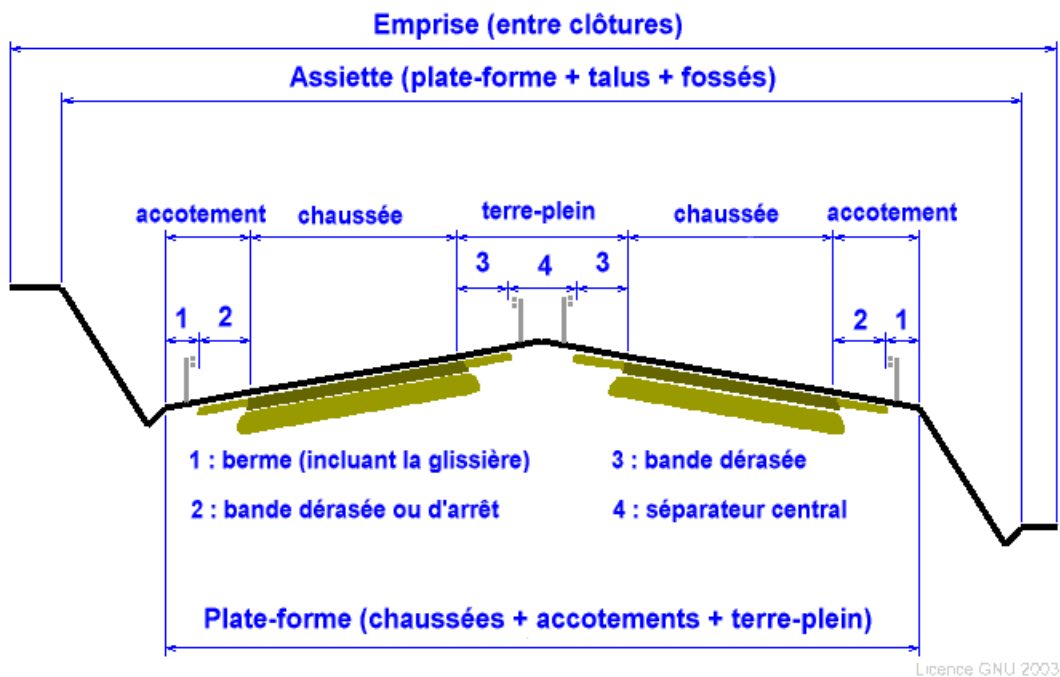 Emprise (entre clôtures)
Assiette (plate-forme + talus + fossés)
accotement chaussée terre-plein chaussée accotement
3 4 3
1 2 2 1
1 : berme (incluant la glissière) 3 : bande dérasée
2 : bande dérasée ou d'arrêt 4 : séparateur central
Plate-forme (chaussées + accotements + terre-plein)
Licence GNU 2003